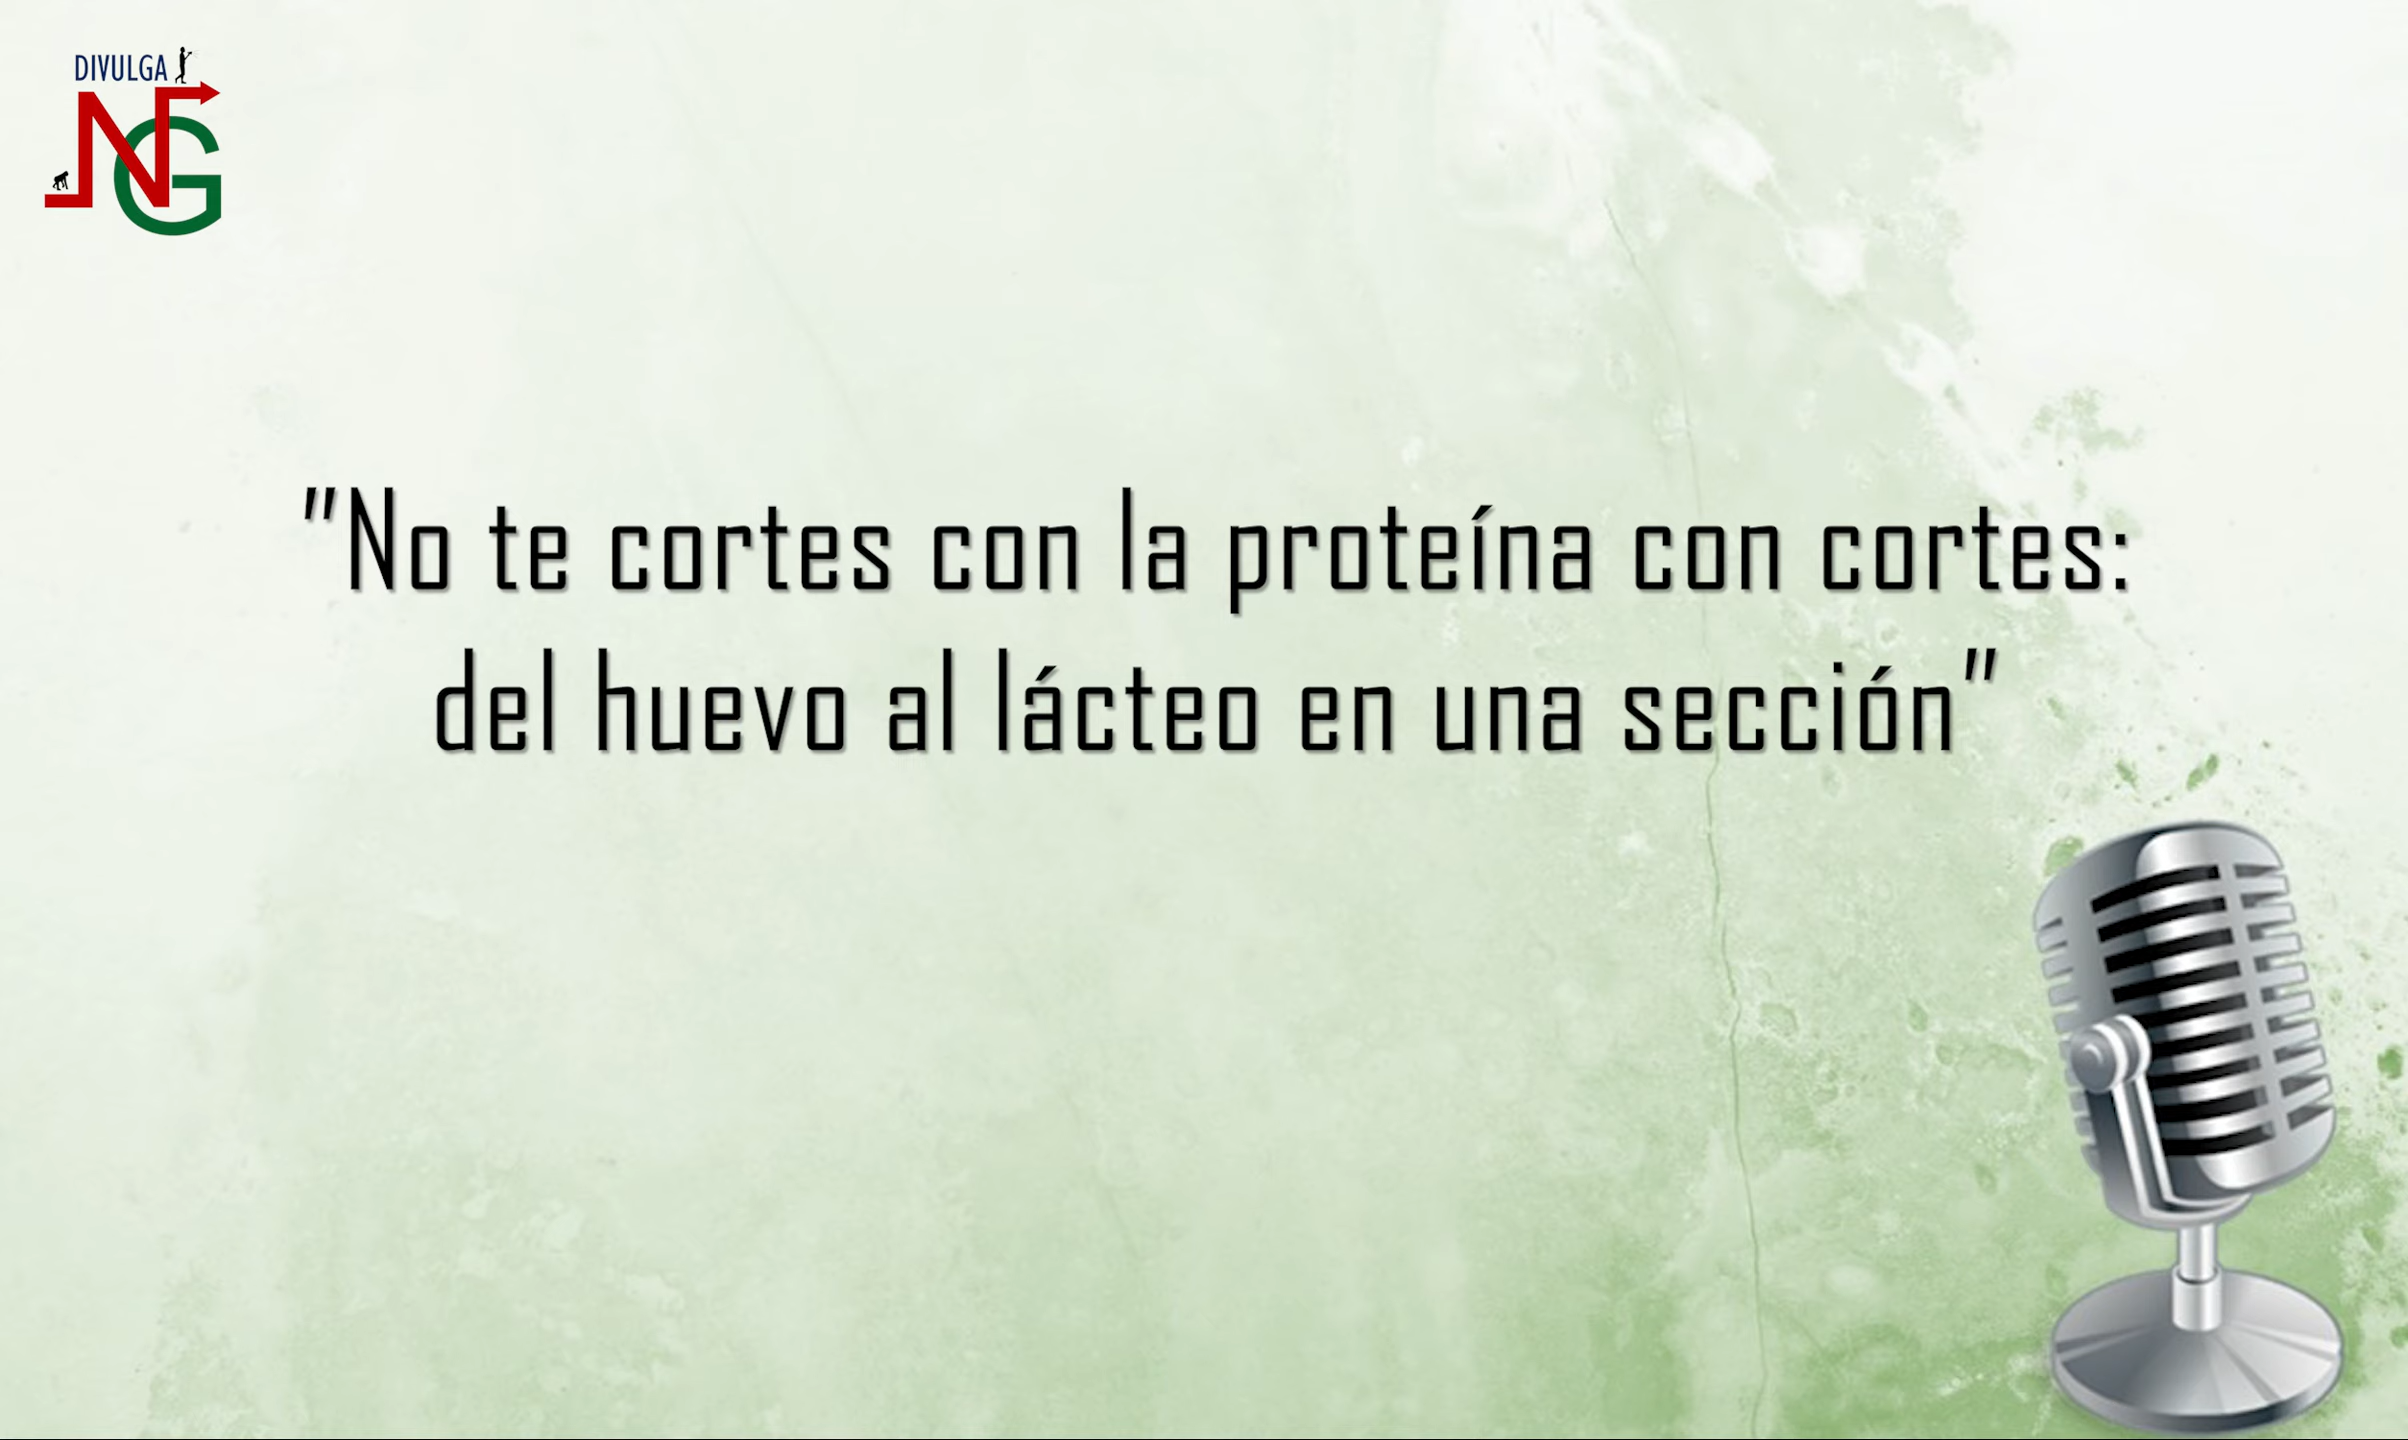 DIVULGA
NG
"No te cortes con la proteína con cortes:
del huevo al lácteo en una sección"